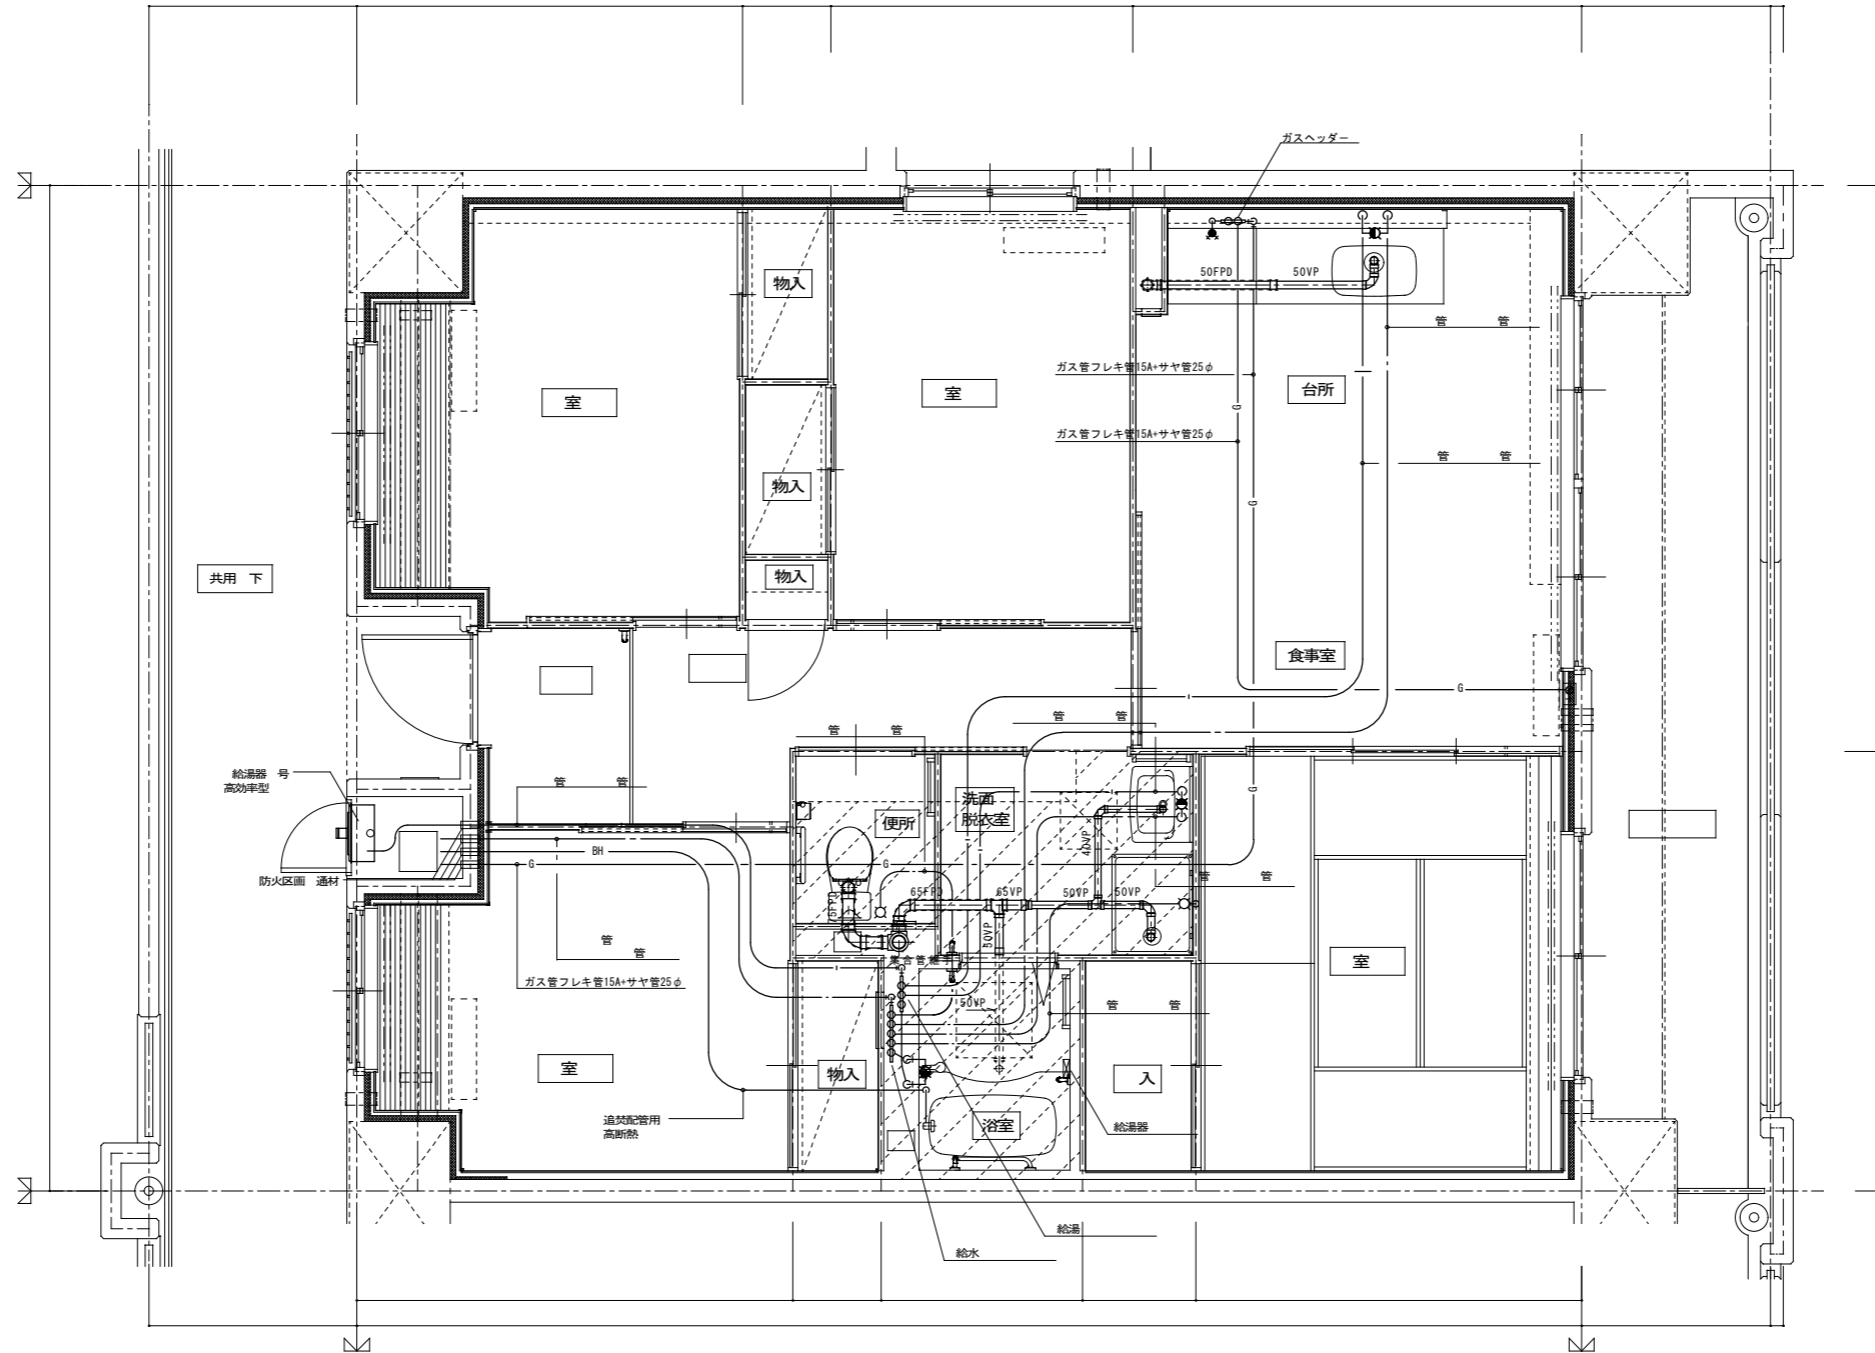 ガスヘッダー
物入
50FPD
50VP
管 管
ガス管フレキ管15A+サヤ管25φ
室
室
台所
G
ガス管フレキ管15A+サヤ管25φ
管 管
物入
G
共用 下
物入
食事室
G
管 管
管 管
給湯器 号
高効率型
管 管
洗面
脱衣室
便所
40VP
BH
防火区画 通材
G
G
G
管 管
65FPD
65VP
50VP
50VP
75FPD
50VP
管
管
集合管継手
室
ガス管フレキ管15A+サヤ管25φ
50VP
管 管
室
物入
入
追焚配管用
高断熱
浴室
給湯器
給湯
給水